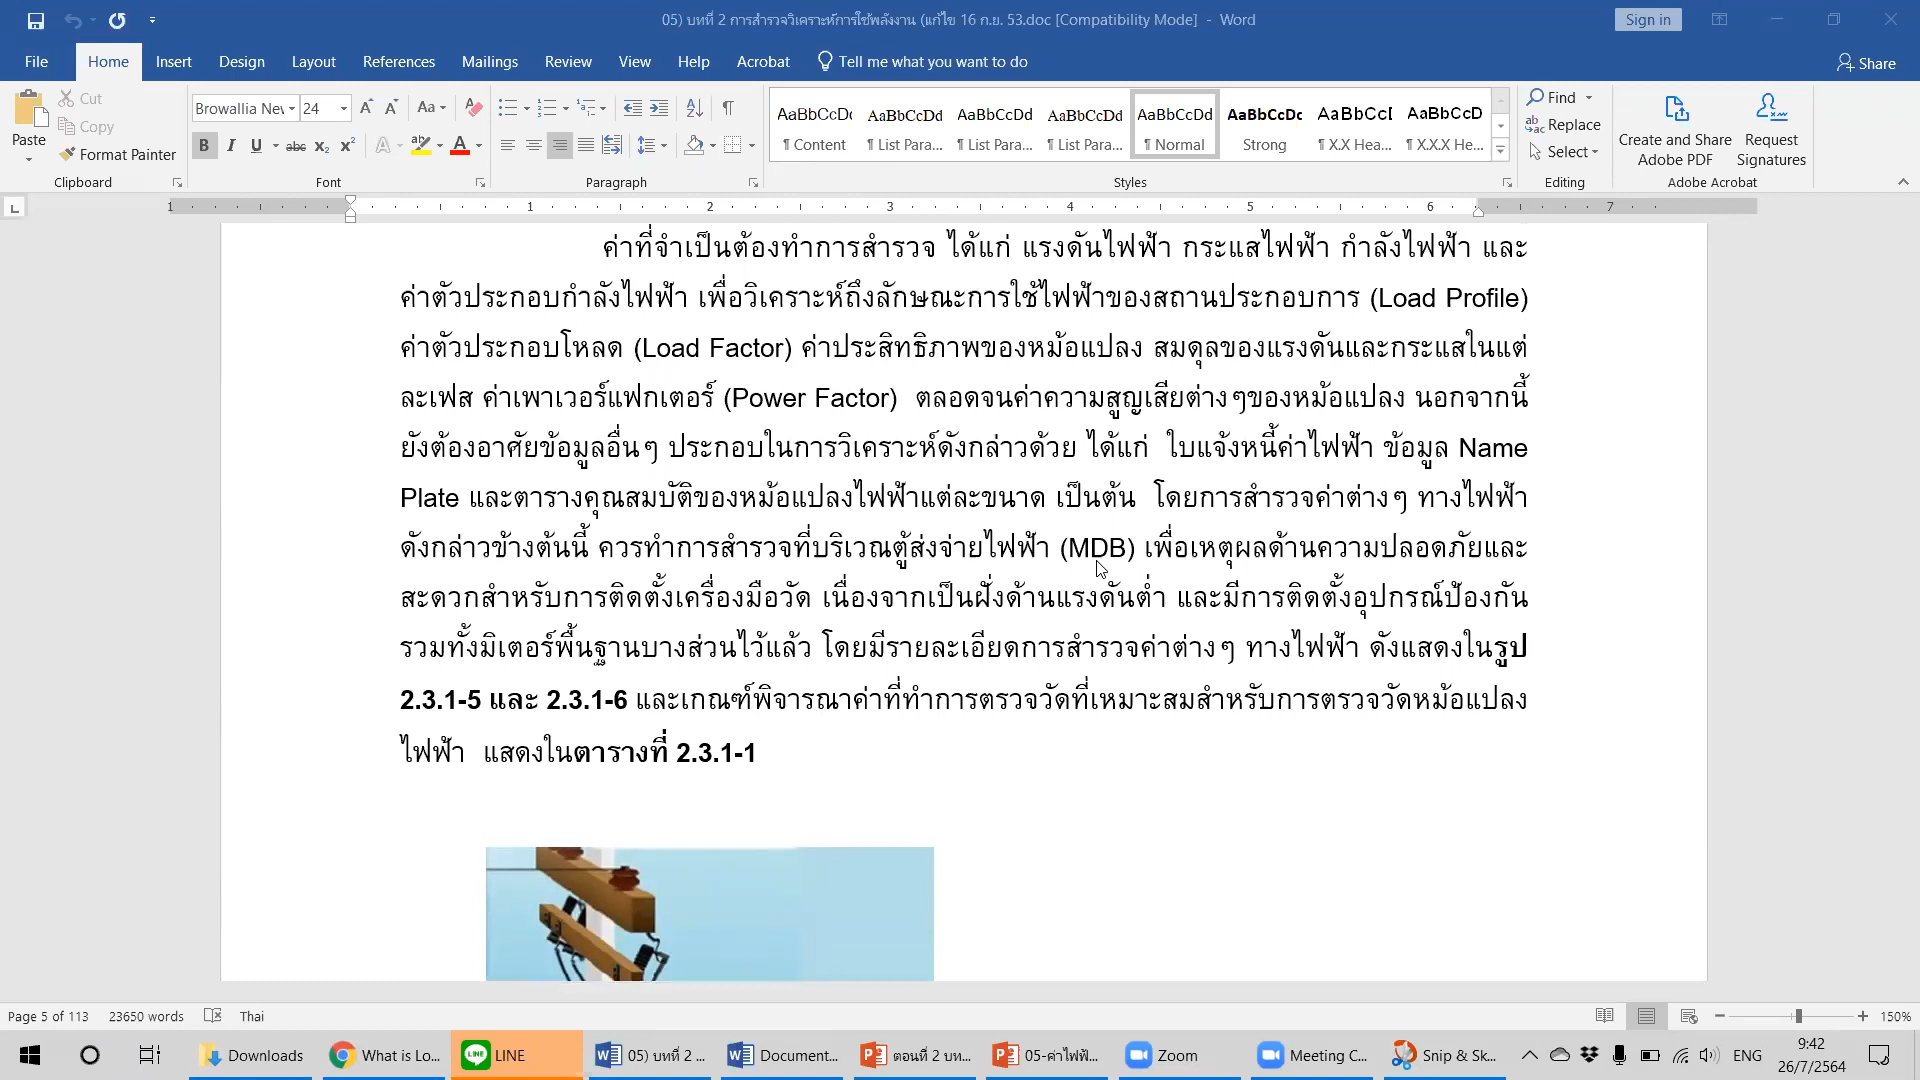 05) บทที่ 2 การสำรวจวิเคราะห์การใช้พลังงาน (แก้ไข 16 ก.ย. 53.doc [Compatibility Mode] - Word
Sign in
File Home Insert Design Layout References Mailings Review View Help Acrobat Tell me what you want to do Share
Paste Cut Copy Format Painter
Browallia Nev 24 Aa
B I U abc X₂ X² A A
AaBbCcDc AaBbCcDd AaBbCcDd AaBbCcDd AaBbCcDd AaBbCcDc AaBbCcI AaBbCcD
¶ Content ¶ List Para... ¶ List Para... ¶ List Para... ¶ Normal Strong ¶ X.X Hea... ¶ X.X.X He...
Find
Replace
Select
Create and Share
Adobe PDF
Request
Signatures
Clipboard Font Paragraph Styles Editing Adobe Acrobat
1 1 2 3 4 5 6 7
ค่าที่จำเป็นต้องทำการสำรวจ ได้แก่ แรงดันไฟฟ้า กระแสไฟฟ้า กำลังไฟฟ้า และ
ค่าตัวประกอบกำลังไฟฟ้า เพื่อวิเคราะห์ถึงลักษณะการใช้ไฟฟ้าของสถานประกอบการ (Load Profile)
ค่าตัวประกอบโหลด (Load Factor) ค่าประสิทธิภาพของหม้อแปลง สมดุลของแรงดันและกระแสในแต่
ละเฟส ค่าเพาเวอร์แฟกเตอร์ (Power Factor)  ตลอดจนค่าความสูญเสียต่างๆของหม้อแปลง นอกจากนี้
ยังต้องอาศัยข้อมูลอื่นๆ ประกอบในการวิเคราะห์ดังกล่าวด้วย ได้แก่  ใบแจ้งหนี้ค่าไฟฟ้า ข้อมูล Name
Plate และตารางคุณสมบัติของหม้อแปลงไฟฟ้าแต่ละขนาด เป็นต้น  โดยการสำรวจค่าต่างๆ ทางไฟฟ้า
ดังกล่าวข้างต้นนี้ ควรทำการสำรวจที่บริเวณตู้ส่งจ่ายไฟฟ้า (MDB) เพื่อเหตุผลด้านความปลอดภัยและ
สะดวกสำหรับการติดตั้งเครื่องมือวัด เนื่องจากเป็นฝั่งด้านแรงดันต่ำ และมีการติดตั้งอุปกรณ์ป้องกัน
รวมทั้งมิเตอร์พื้นฐานบางส่วนไว้แล้ว โดยมีรายละเอียดการสำรวจค่าต่างๆ ทางไฟฟ้า ดังแสดงในรูป
2.3.1-5 และ 2.3.1-6 และเกณฑ์พิจารณาค่าที่ทำการตรวจวัดที่เหมาะสมสำหรับการตรวจวัดหม้อแปลง
ไฟฟ้า  แสดงในตารางที่ 2.3.1-1
Page 5 of 113 23650 words Thai 150%
Downloads What is Lo... LINE 05) บทที่ 2 ... Document... ตอนที่ 2 บท... 05-ค่าไฟฟ้... Zoom Meeting C... Snip & Sk... ENG
9:42
26/7/2564